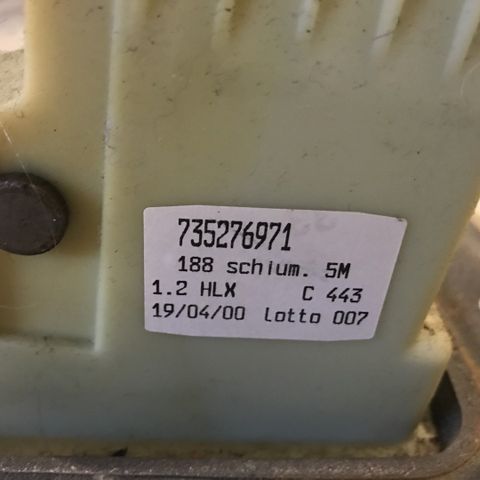 735276971
188 schium. 5M
1.2 HLX C 443
19/04/00 Lotto 007